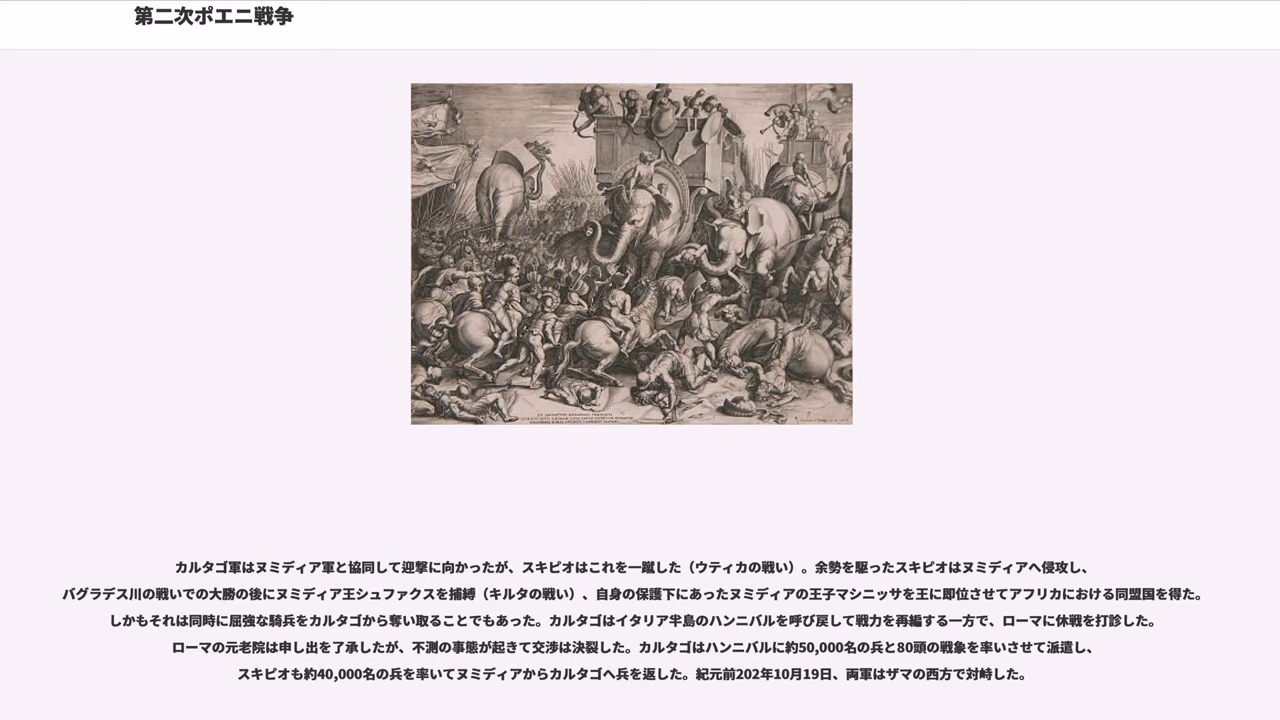 第二次ポエニ戦争
カルタゴ軍はヌミディア軍と協同して迎撃に向かったが、スキピオはこれを一蹴した（ウティカの戦い）。余勢を駆ったスキピオはヌミディアへ侵攻し、
バグラデス川の戦いでの大勝の後にヌミディア王シュファクスを捕縛（キルタの戦い）、自身の保護下にあったヌミディアの王子マシニッサを王に即位させてアフリカにおける同盟国を得た。
しかもそれは同時に屈強な騎兵をカルタゴから奪い取ることでもあった。カルタゴはイタリア半島のハンニバルを呼び戻して戦力を再編する一方で、ローマに休戦を打診した。
ローマの元老院は申し出を了承したが、不測の事態が起きて交渉は決裂した。カルタゴはハンニバルに約50,000名の兵と80頭の戦象を率いさせて派遣し、
スキピオも約40,000名の兵を率いてヌミディアからカルタゴへ兵を返した。紀元前202年10月19日、両軍はザマの西方で対峙した。